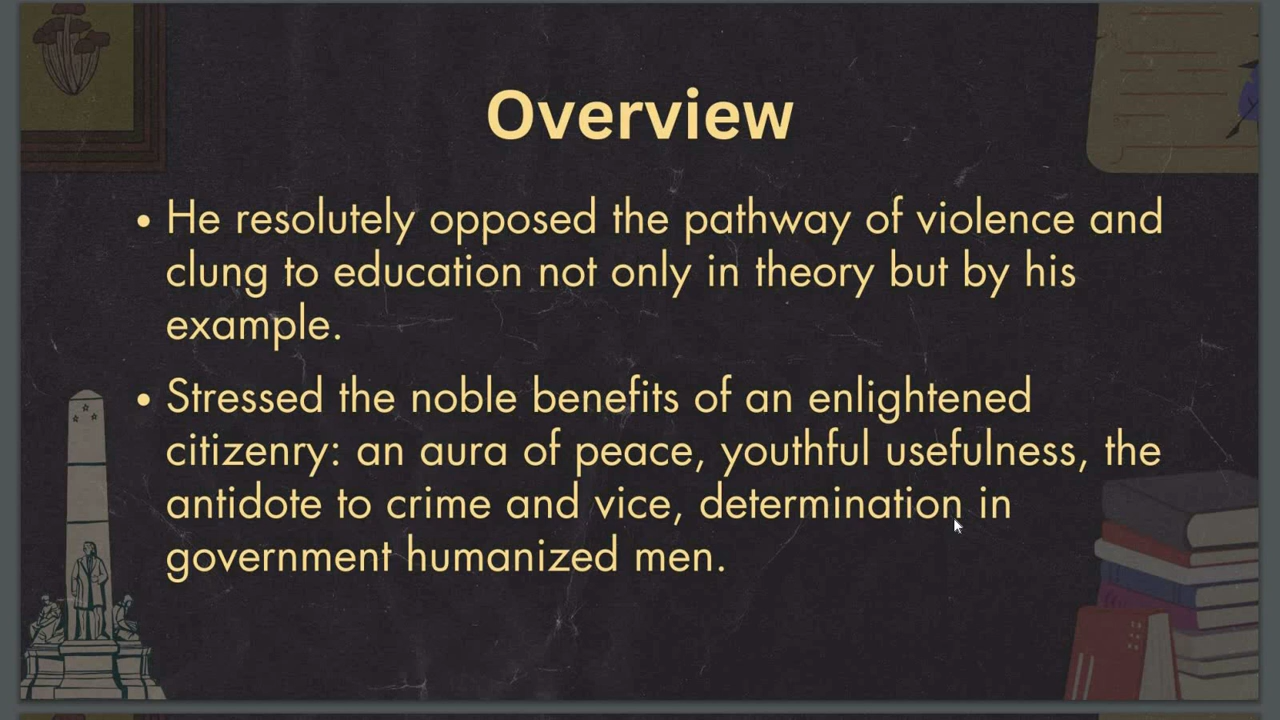 Overview
• He resolutely opposed the pathway of violence and
clung to education not only in theory but by his
example.
• Stressed the noble benefits of an enlightened
citizenry: an aura of peace, youthful usefulness, the
antidote to crime and vice, determination in
government humanized men.